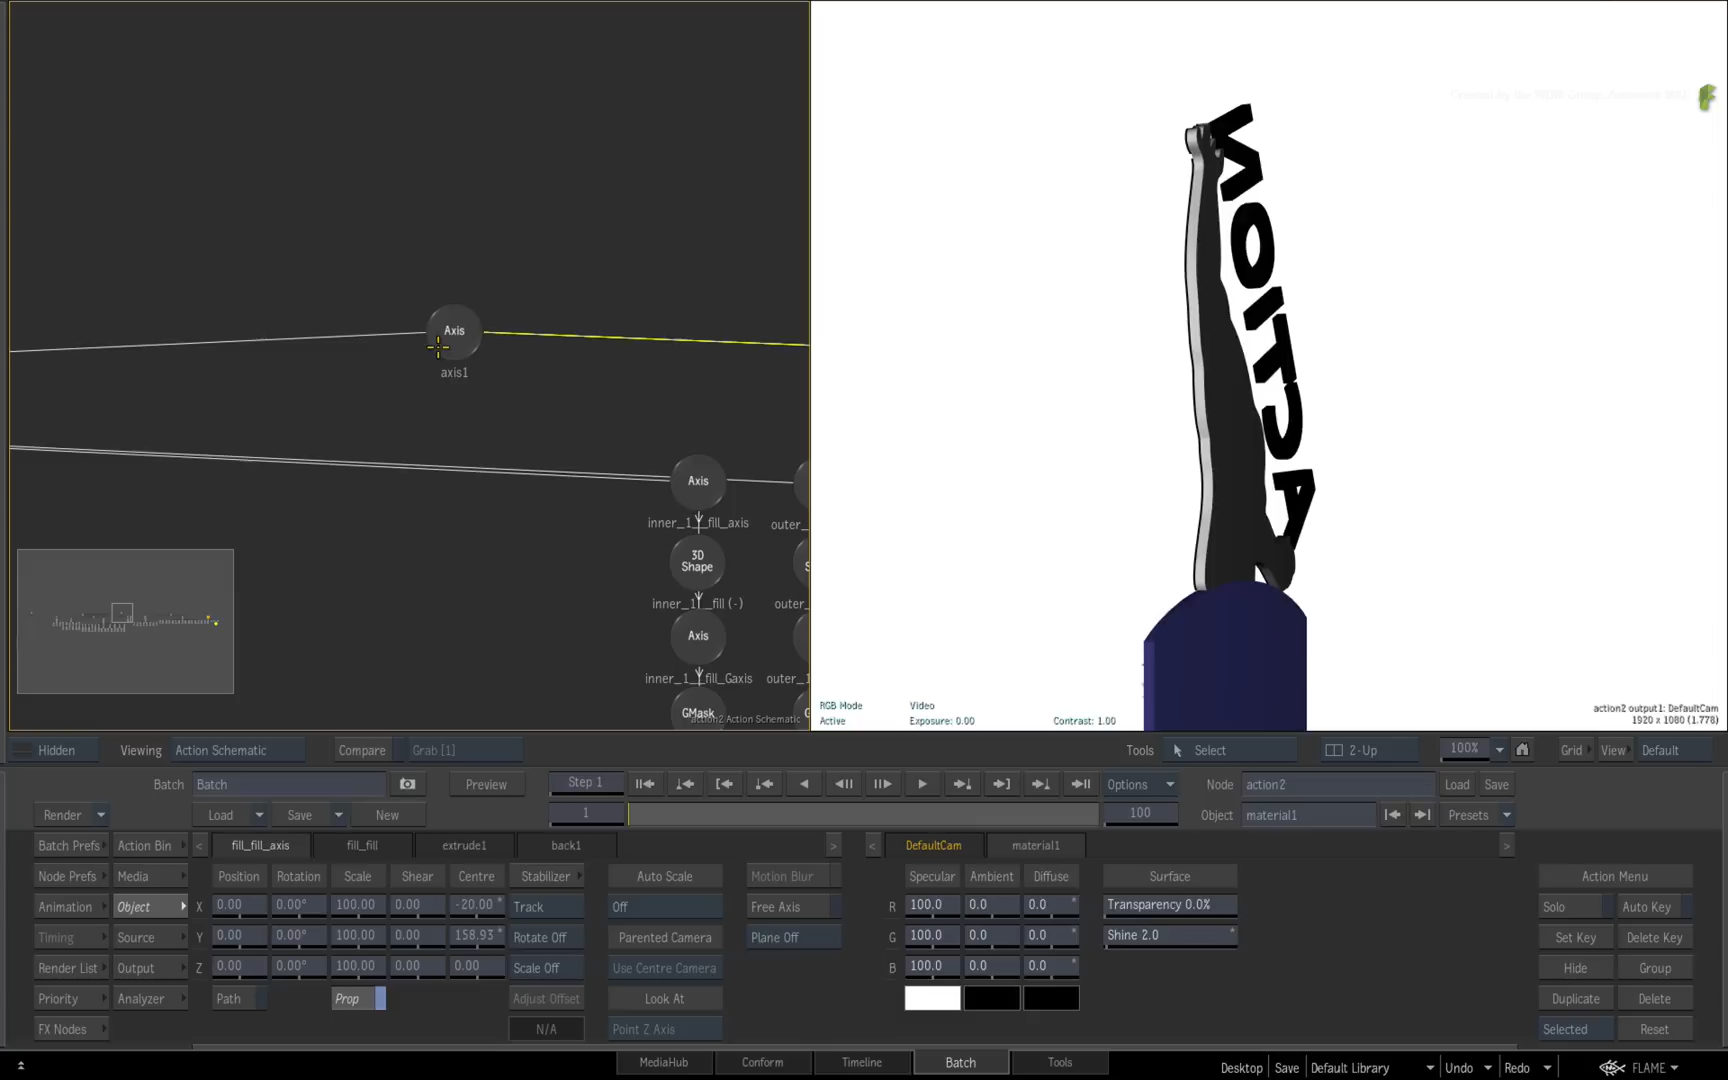 Axis
axis1
Axis
inner_1__fill_axis
outer_
3D
Shape
S
inner_1__fill (-)
outer_
Axis
inner_1__fill_Gaxis
outer_1
GMask
G
action2 Action Schematic
ACTION
RGB Mode
Video
Active
Exposure: 0.00
Contrast: 1.00
action2 output1: DefaultCam
1920 x 1080 (1.778)
Hidden
Viewing
Action Schematic
Compare
Grab [1]
Tools
Select
2-Up
100%
Grid
View
Default
Batch
Batch
Preview
Step 1
Options
Node
action2
Load
Save
Render
Load
Save
New
1
100
Object
material1
Presets
Batch Prefs
Action Bin
<
fill_fill_axis
fill_fill
extrude1
back1
>
<
DefaultCam
material1
>
Node Prefs
Media
Position
Rotation
Scale
Shear
Centre
Stabilizer
Auto Scale
Motion Blur
Specular
Ambient
Diffuse
Surface
Action Menu
Animation
Object
X
0.00
0.00°
100.00
0.00
-20.00 *
Track
Off
Free Axis
R
100.0
0.0
0.0 *
Transparency 0.0%
Solo
Auto Key
Timing
Source
Y
0.00
0.00°
100.00
0.00
158.93 *
Rotate Off
Parented Camera
Plane Off
G
100.0
0.0
0.0
Shine 2.0 *
Set Key
Delete Key
Render List
Output
Z
0.00
0.00°
100.00
0.00
0.00
Scale Off
Use Centre Camera
B
100.0
0.0
0.0
Hide
Group
Priority
Analyzer
Path
Prop
Adjust Offset
Look At
Duplicate
Delete
FX Nodes
N/A
Point Z Axis
Selected
Reset
MediaHub
Conform
Timeline
Batch
Tools
Desktop
Save
Default Library
Undo
Redo
FLAME